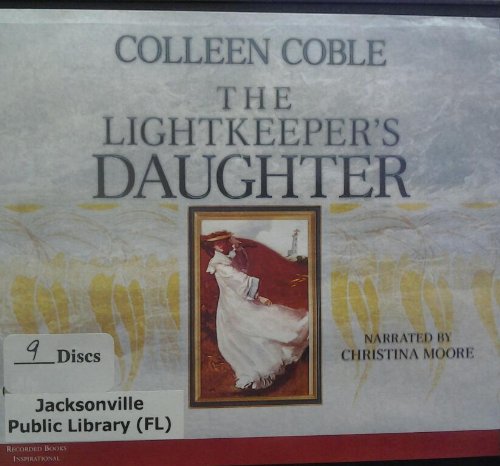 COLLEEN COBLE
THE
LIGHTKEEPER'S
DAUGHTER
NARRATED BY
CHRISTINA MOORE
9 Discs
Jacksonville
Public Library (FL)
RECORDED BOOKS
INSPIRATIONAL